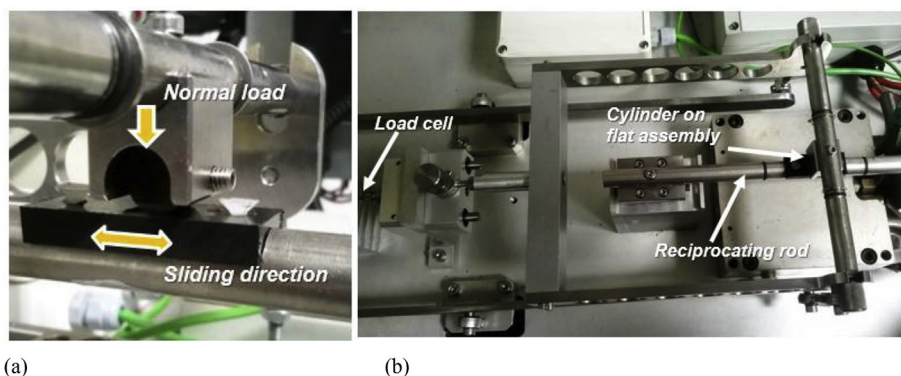 Normal load
Sliding direction
Load cell
Cylinder on
flat assembly
Reciprocating rod
(a)
(b)